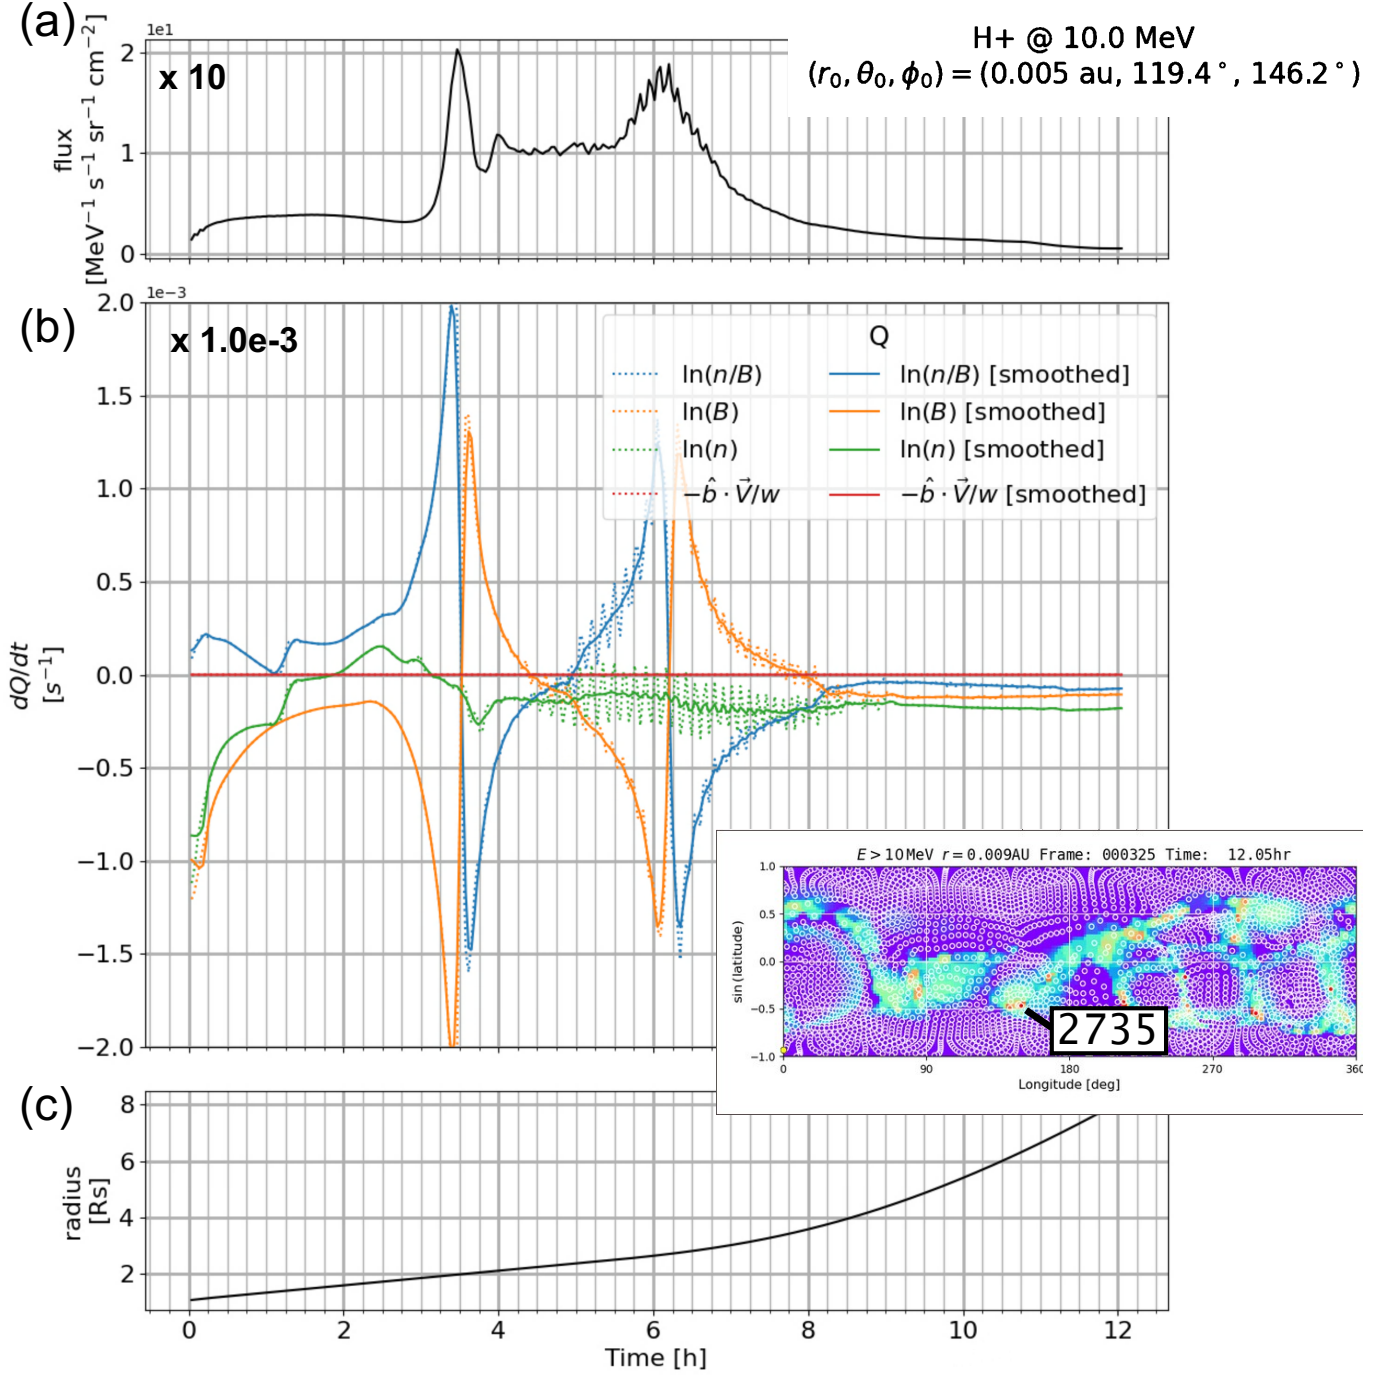 (a)
1e1
x 10
H+ @ 10.0 MeV
(r₀, θ₀, ϕ₀) = (0.005 au, 119.4°, 146.2°)
flux
[MeV⁻¹ s⁻¹ sr⁻¹ cm⁻²]
2
1
0
(b)
1e−3
x 1.0e-3
Q
ln(n/B)
ln(n/B) [smoothed]
ln(B)
ln(B) [smoothed]
ln(n)
ln(n) [smoothed]
−b̂ · V⃗/w
−b̂ · V⃗/w [smoothed]
dQ/dt
[s⁻¹]
2.0
1.5
1.0
0.5
0.0
−0.5
−1.0
−1.5
−2.0
E > 10 MeV r = 0.009AU Frame: 000325 Time: 12.05hr
sin (latitude)
1.0
0.5
0.0
−0.5
−1.0
2735
0 90 180 270 360
Longitude [deg]
(c)
radius
[Rs]
8
6
4
2
0 2 4 6 8 10 12
Time [h]